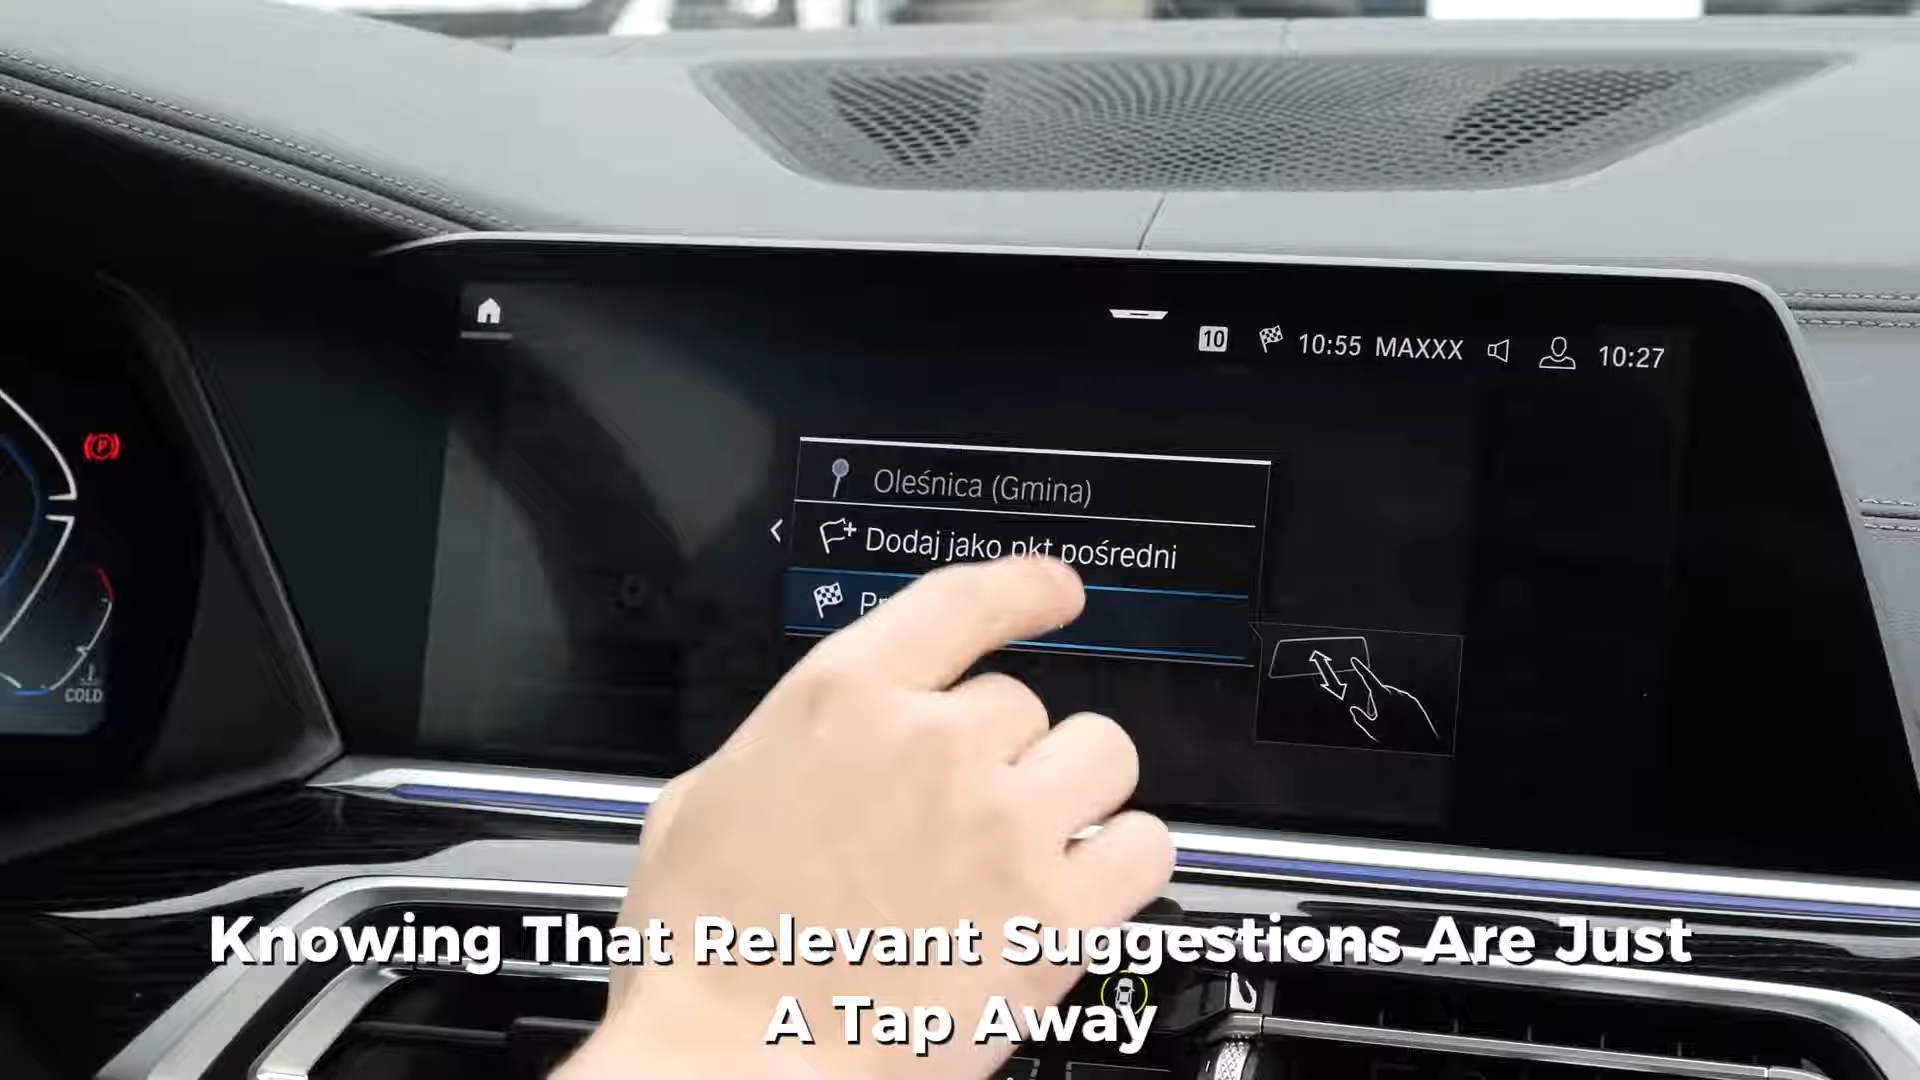 10 10:55 MAXXX 10:27
Oleśnica (Gmina)
Dodaj jako pkt pośredni
COLD
Knowing That Relevant Suggestions Are Just
A Tap Away